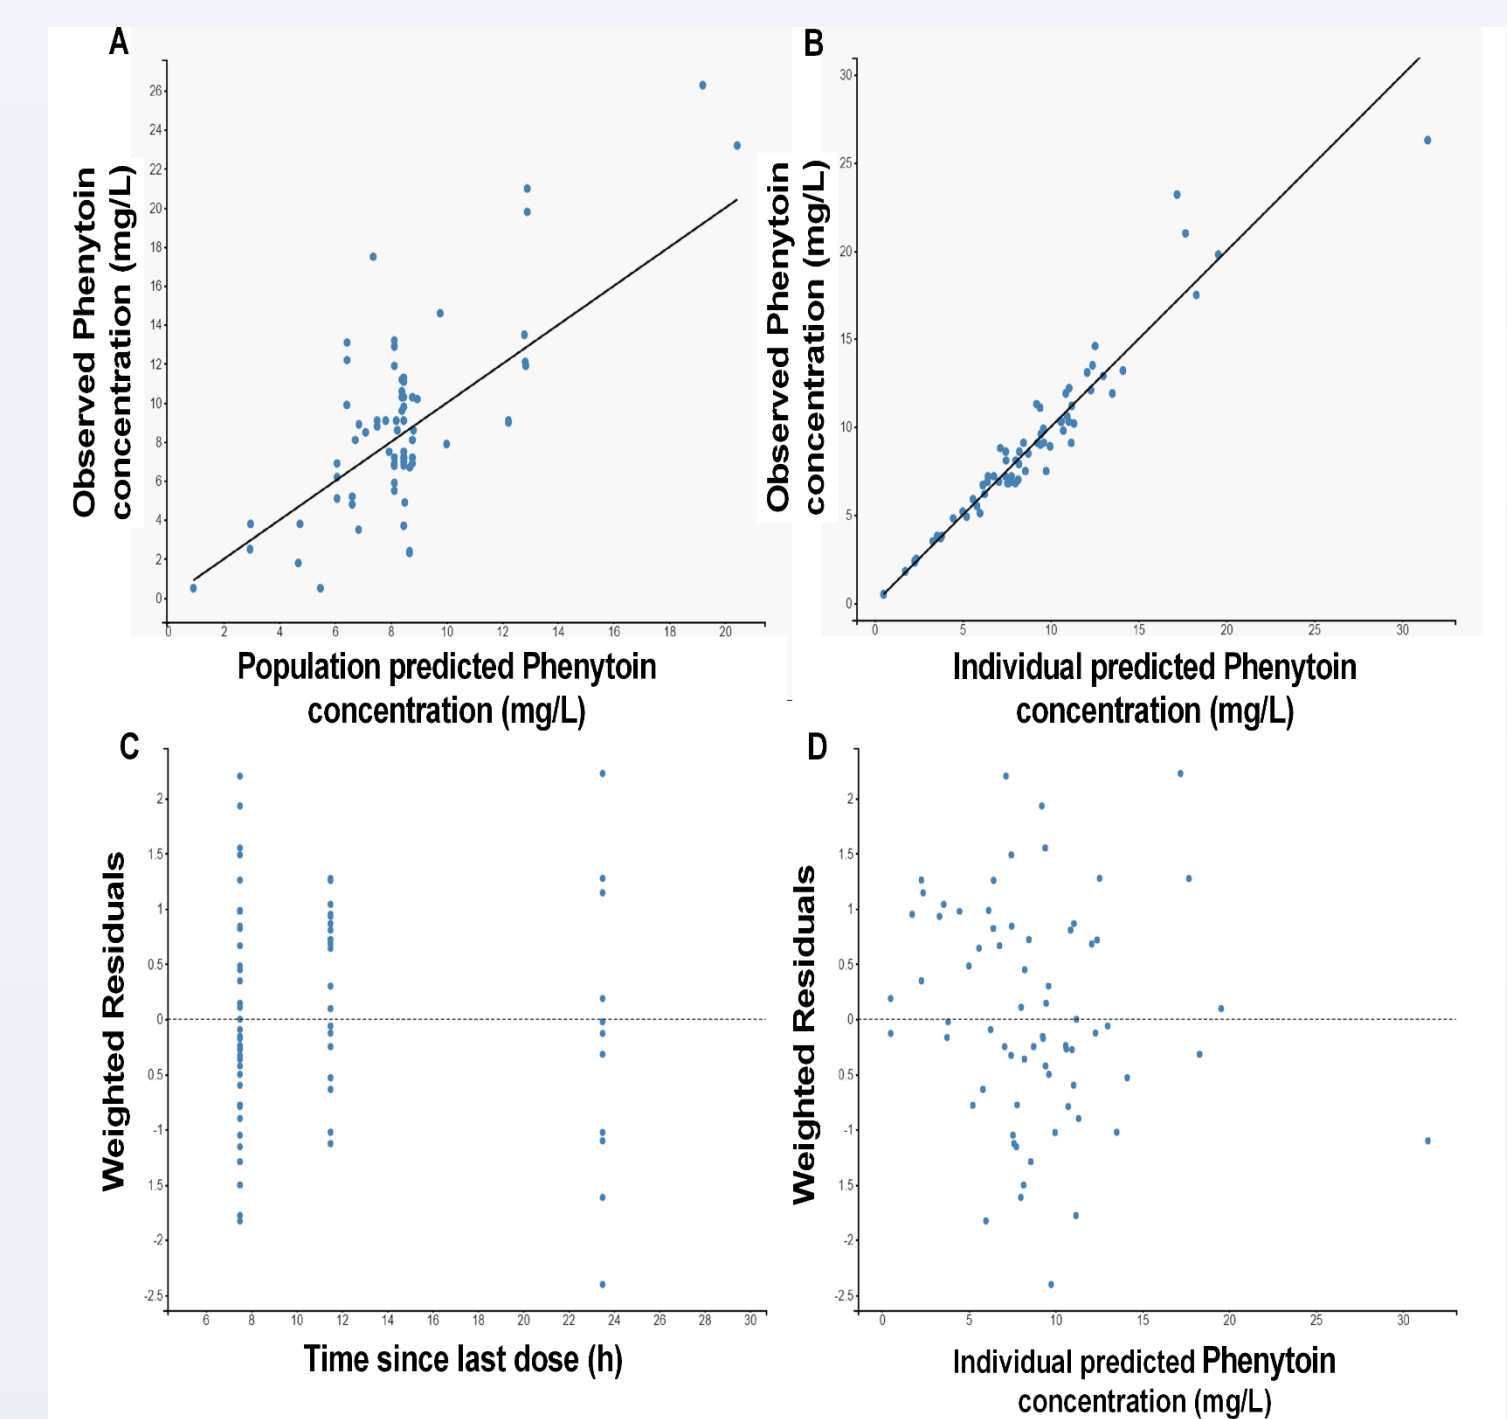 A
26
24
22
20
18
16
14
12
10
8
6
4
2
0
0 2 4 6 8 10 12 14 16 18 20
Observed Phenytoin
concentration (mg/L)
Population predicted Phenytoin
concentration (mg/L)
B
30
25
20
15
10
5
0
0 5 10 15 20 25 30
Observed Phenytoin
concentration (mg/L)
Individual predicted Phenytoin
concentration (mg/L)
C
2
1.5
1
0.5
0
0.5
-1
1.5
-2
-2.5
6 8 10 12 14 16 18 20 22 24 26 28 30
Weighted Residuals
Time since last dose (h)
D
2
1.5
1
0.5
0
0.5
-1
1.5
-2
-2.5
0 5 10 15 20 25 30
Weighted Residuals
Individual predicted Phenytoin
concentration (mg/L)